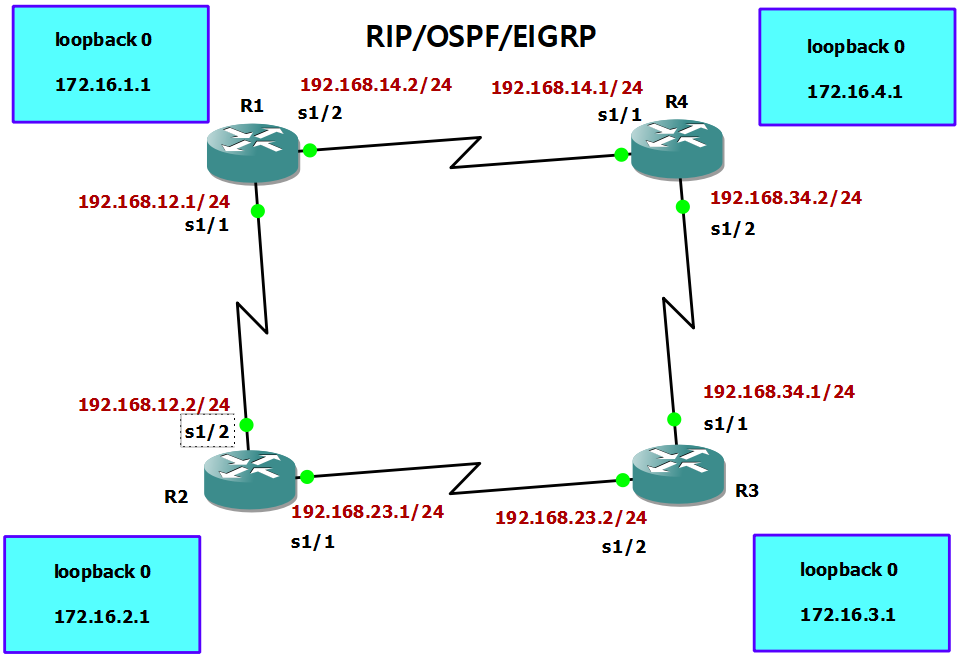 RIP/OSPF/EIGRP
loopback 0
172.16.1.1
loopback 0
172.16.4.1
192.168.14.2/24
192.168.14.1/24
R1
s1/2
s1/1
R4
192.168.12.1/24
s1/1
192.168.34.2/24
s1/2
192.168.12.2/24
s1/2
192.168.34.1/24
s1/1
R2
192.168.23.1/24
s1/1
192.168.23.2/24
s1/2
R3
loopback 0
172.16.2.1
loopback 0
172.16.3.1